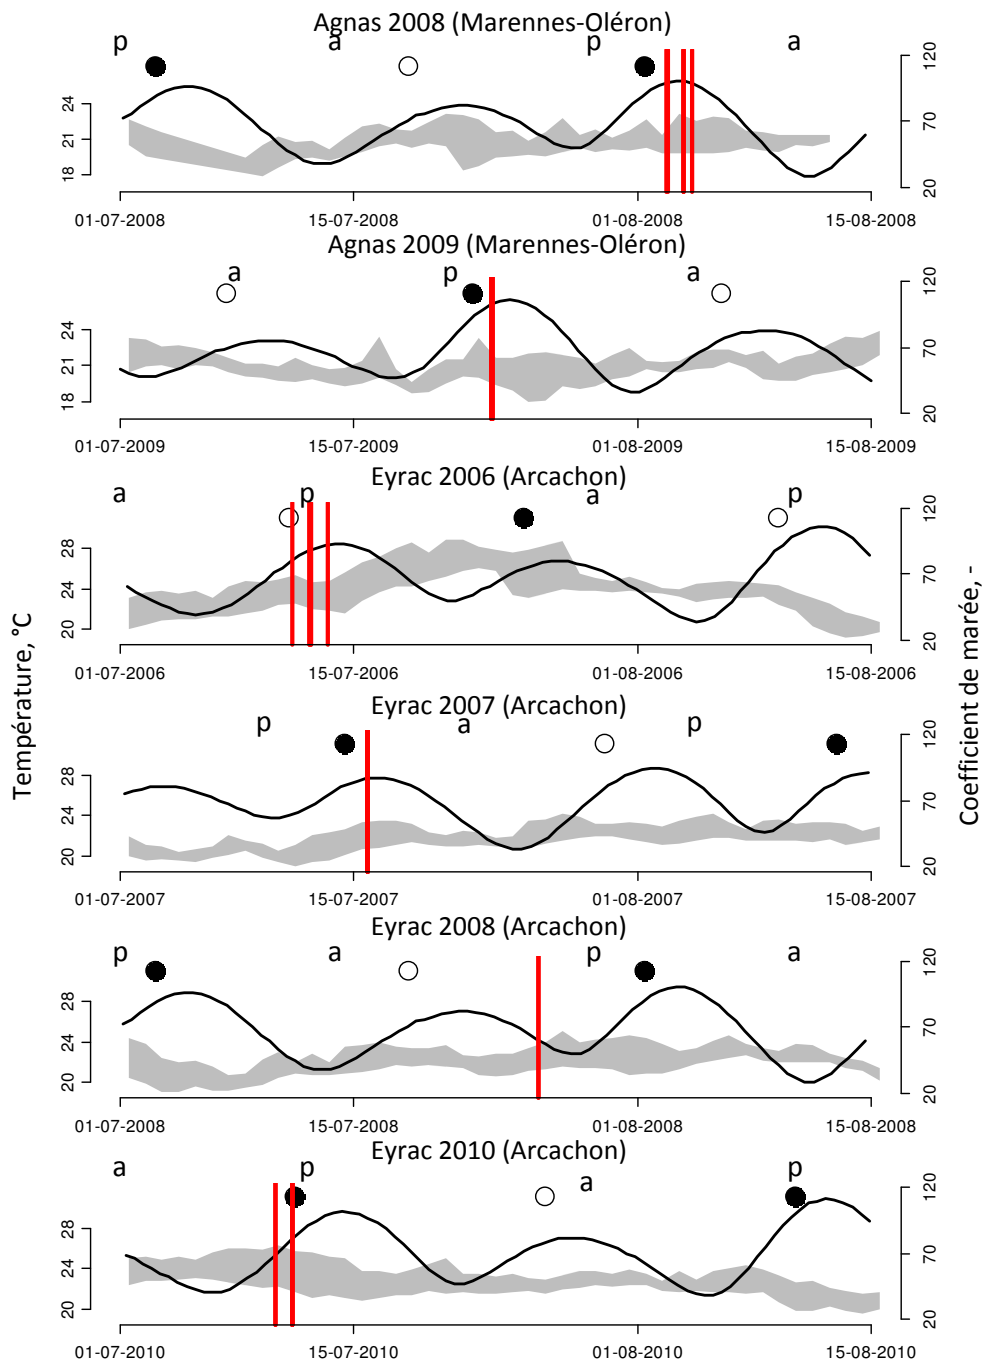 Agnas 2008 (Marennes-Oléron)
p a p a
24
21
18
120
70
20
01-07-2008 15-07-2008 01-08-2008 15-08-2008
Agnas 2009 (Marennes-Oléron)
a p a
24
21
18
120
70
20
01-07-2009 15-07-2009 01-08-2009 15-08-2009
Eyrac 2006 (Arcachon)
a p a p
28
24
20
120
70
20
01-07-2006 15-07-2006 01-08-2006 15-08-2006
Eyrac 2007 (Arcachon)
p a p
28
24
20
120
70
20
01-07-2007 15-07-2007 01-08-2007 15-08-2007
Eyrac 2008 (Arcachon)
p a p a
28
24
20
120
70
20
01-07-2008 15-07-2008 01-08-2008 15-08-2008
Eyrac 2010 (Arcachon)
a p a p
28
24
20
120
70
20
01-07-2010 15-07-2010 01-08-2010 15-08-2010
Température, °C
Coefficient de marée, -